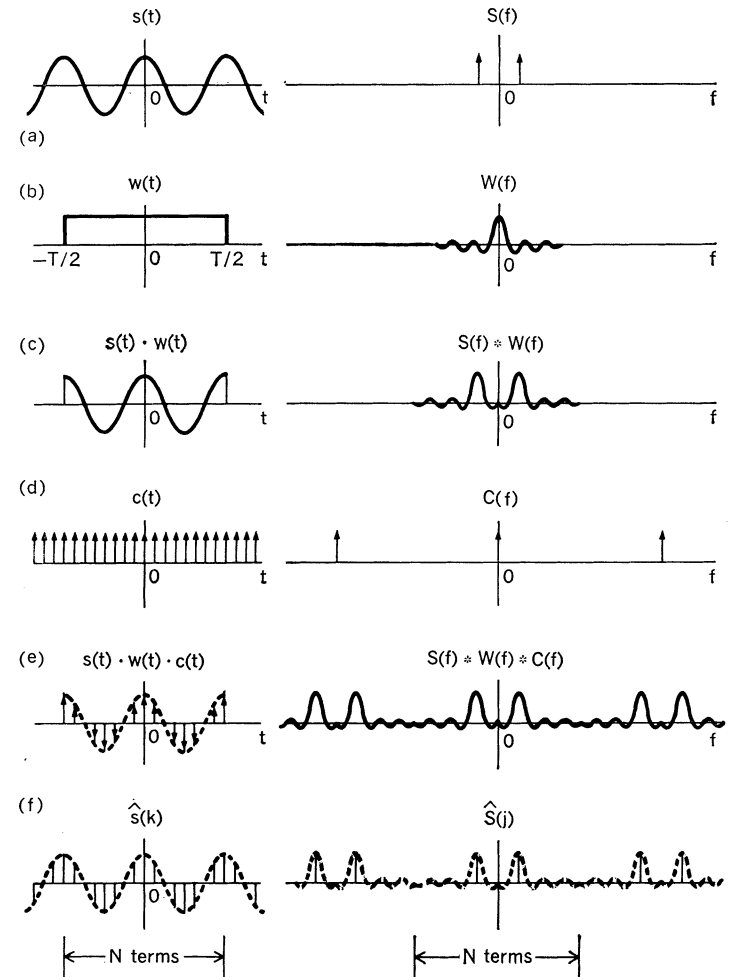 s(t) S(f)
0 t 0 f
(a)
(b) w(t) W(f)
−T/2 0 T/2 t 0 f
(c) s(t) · w(t) S(f) * W(f)
0 t 0 f
(d) c(t) C(f)
0 t 0 f
(e) s(t) · w(t) · c(t) S(f) * W(f) * C(f)
0 t 0 f
(f) ŝ(k) Ŝ(j)
0
N terms N terms